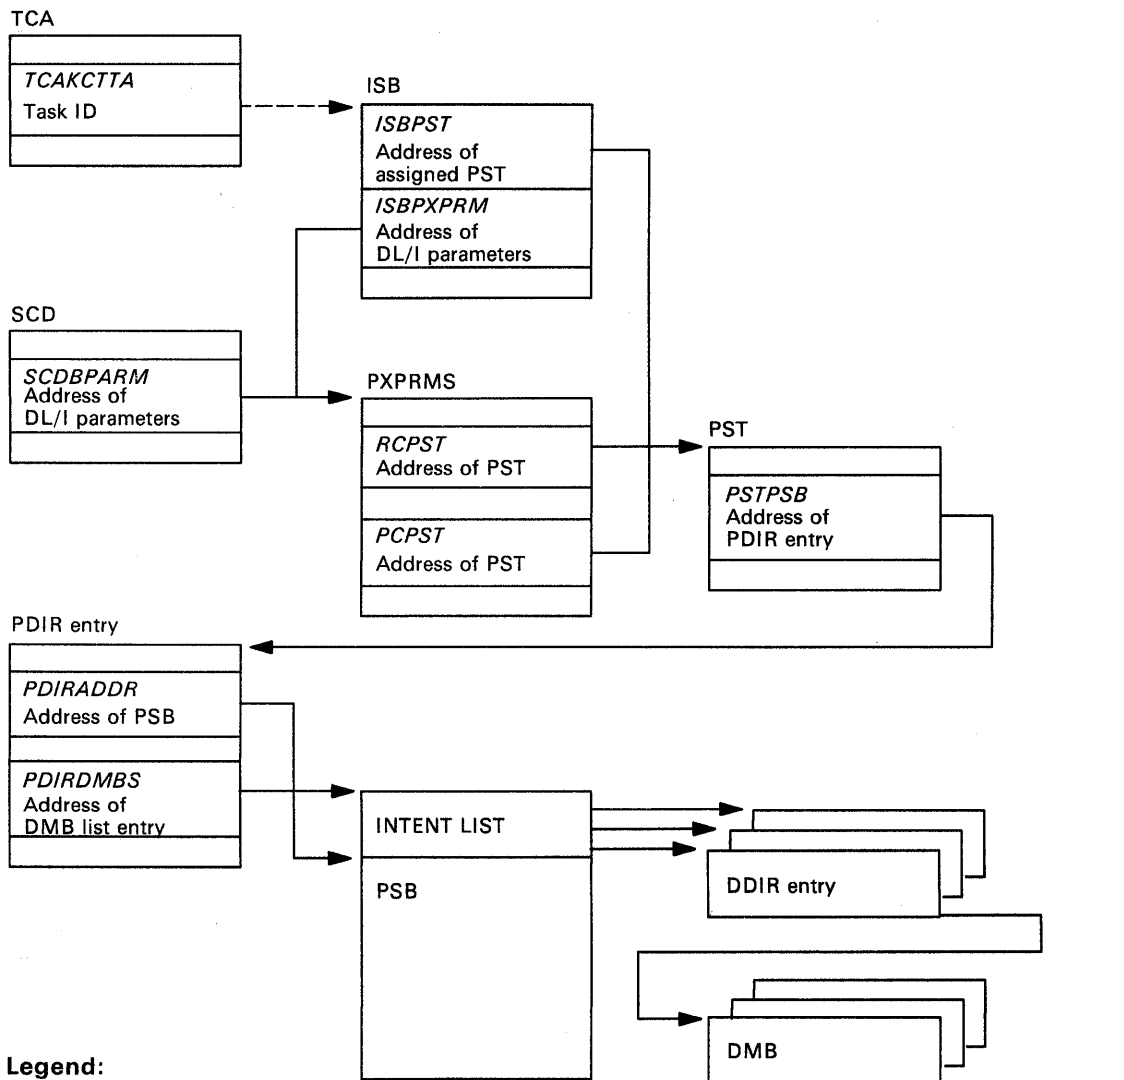 TCA
TCAKCTTA
Task ID
ISB
ISBPST
Address of
assigned PST
ISBPXPRM
Address of
DL/I parameters
SCD
SCDBPARM
Address of
DL/I parameters
PXPRMS
RCPST
Address of PST
PCPST
Address of PST
PST
PSTPSB
Address of
PDIR entry
PDIR entry
PDIRADDR
Address of PSB
PDIRDMBS
Address of
DMB list entry
INTENT LIST
PSB
DDIR entry
DMB
Legend: